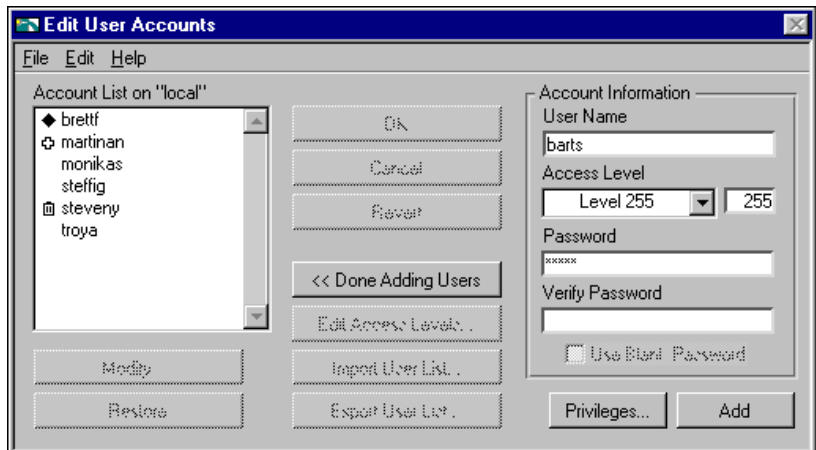 Edit User Accounts
File Edit Help
Account List on "local"
brettf
martinan
monikas
steffig
steveny
troya
Modify
Restore
OK
Cancel
Revert
<< Done Adding Users
Edit Access Levels...
Import User List...
Export User List...
Account Information
User Name
barts
Access Level
Level 255
255
Password
*****
Verify Password
Use Blank Password
Privileges...
Add